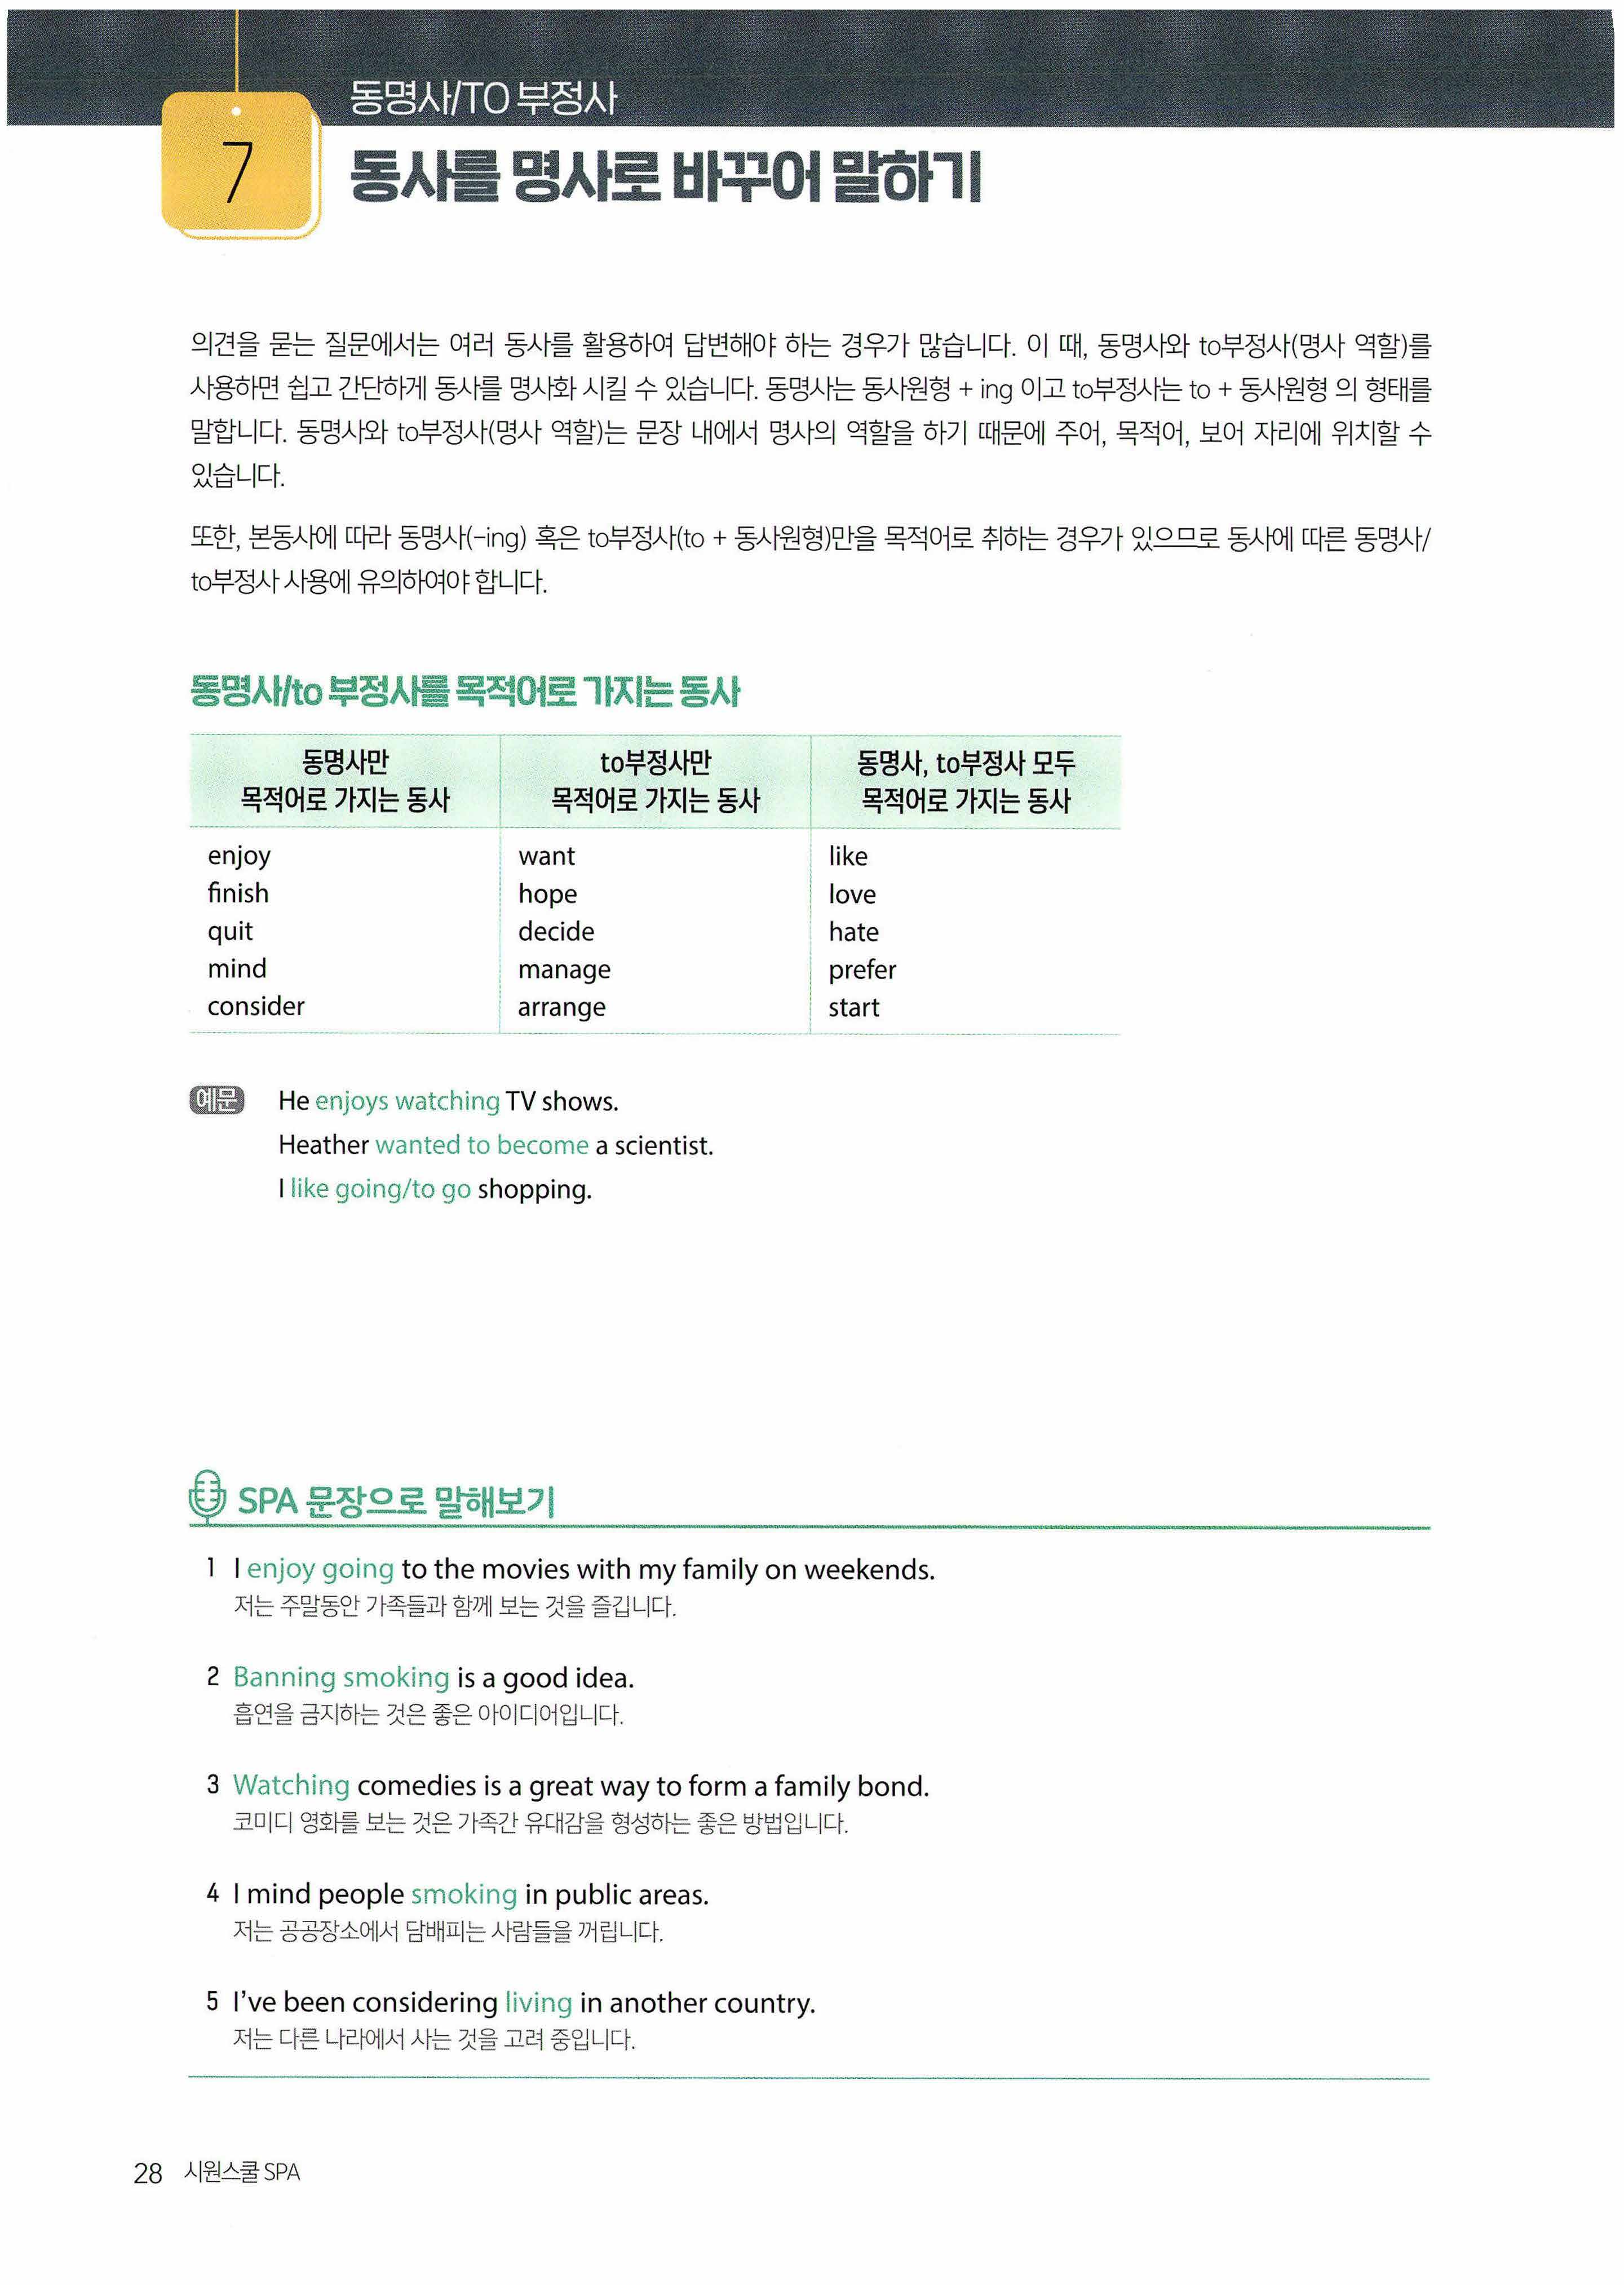 동명사/TO 부정사
7
동사를 명사로 바꾸어 말하기
의견을 묻는 질문에서는 여러 동사를 활용하여 답변해야 하는 경우가 많습니다. 이 때, 동명사와 to부정사(명사 역할)를
사용하면 쉽고 간단하게 동사를 명사화 시킬 수 있습니다. 동명사는 동사원형 + ing 이고 to부정사는 to + 동사원형 의 형태를
말합니다. 동명사와 to부정사(명사 역할)는 문장 내에서 명사의 역할을 하기 때문에 주어, 목적어, 보어 자리에 위치할 수
있습니다.
또한, 본동사에 따라 동명사(-ing) 혹은 to부정사(to + 동사원형)만을 목적어로 취하는 경우가 있으므로 동사에 따른 동명사/
to부정사 사용에 유의하여야 합니다.
동명사/to 부정사를 목적어로 가지는 동사
동명사만 to부정사만 동명사, to부정사 모두
목적어로 가지는 동사 목적어로 가지는 동사 목적어로 가지는 동사
enjoy want like
finish hope love
quit decide hate
mind manage prefer
consider arrange start
예문 He enjoys watching TV shows.
Heather wanted to become a scientist.
I like going/to go shopping.
SPA 문장으로 말해보기
1 I enjoy going to the movies with my family on weekends.
저는 주말동안 가족들과 함께 보는 것을 즐깁니다.
2 Banning smoking is a good idea.
흡연을 금지하는 것은 좋은 아이디어입니다.
3 Watching comedies is a great way to form a family bond.
코미디 영화를 보는 것은 가족간 유대감을 형성하는 좋은 방법입니다.
4 I mind people smoking in public areas.
저는 공공장소에서 담배피는 사람들을 꺼립니다.
5 I've been considering living in another country.
저는 다른 나라에서 사는 것을 고려 중입니다.
28 시원스쿨 SPA